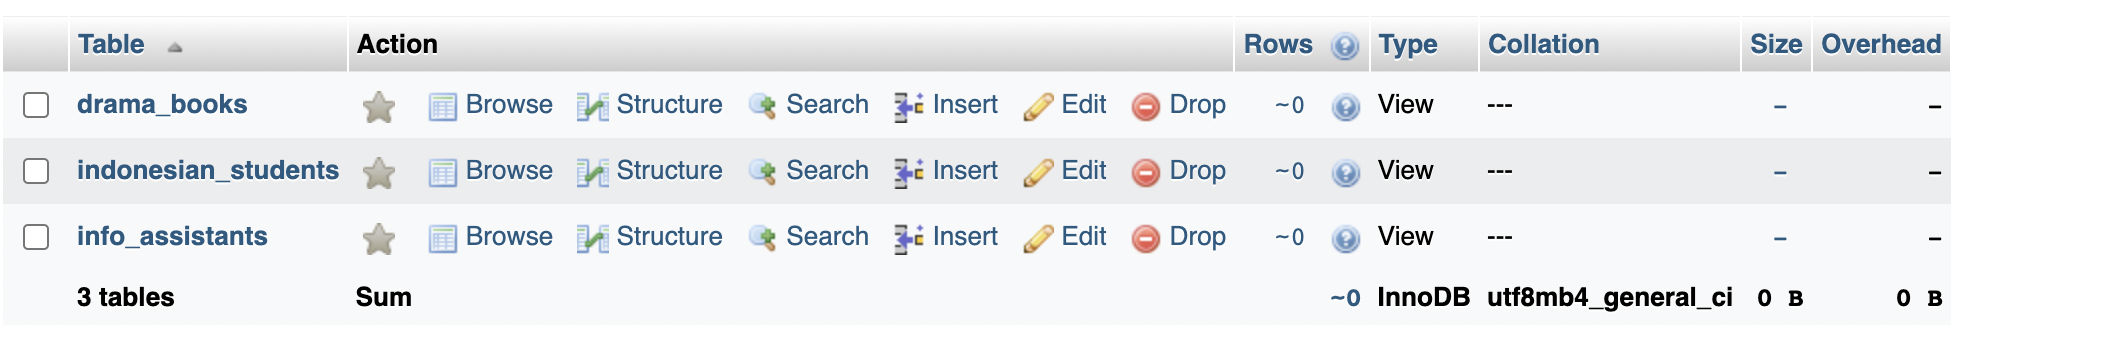 Table Action Rows Type Collation Size Overhead
drama_books Browse Structure Search Insert Edit Drop ~0 View --- – –
indonesian_students Browse Structure Search Insert Edit Drop ~0 View --- – –
info_assistants Browse Structure Search Insert Edit Drop ~0 View --- – –
3 tables Sum ~0 InnoDB utf8mb4_general_ci 0 B 0 B